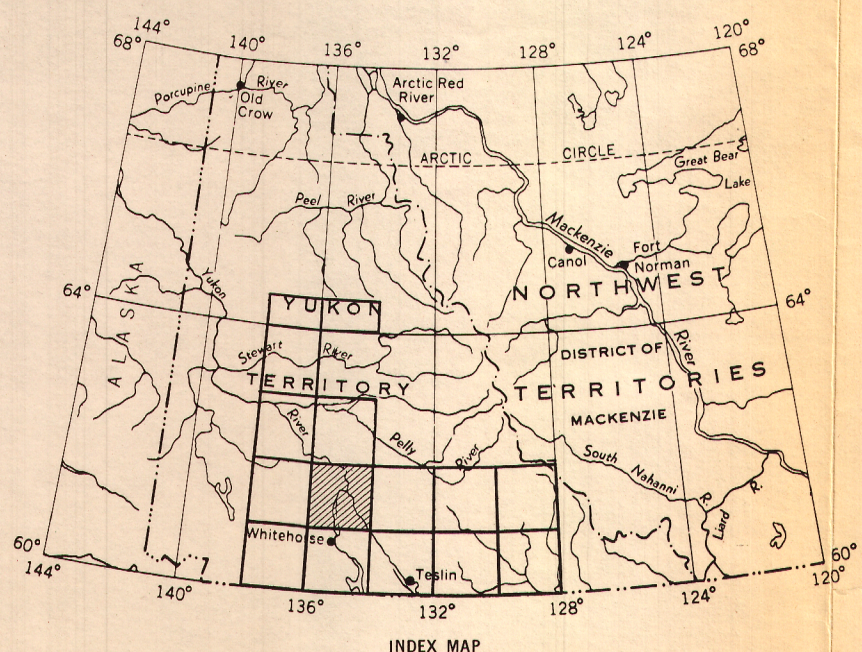 144° 140° 136° 132° 128° 124° 120°
68° 68°
Porcupine River
Old
Crow
Arctic Red
River
ARCTIC CIRCLE
Great Bear
Lake
Peel River
Mackenzie
Fort
Norman
Canol
Yukon
64° 64°
ALASKA
YUKON
NORTHWEST
River
Stewart River
DISTRICT OF
TERRITORY
TERRITORIES
MACKENZIE
River
Pelly
River
South Nahanni R.
Liard R.
Whitehorse
Teslin
60° 60°
144° 140° 136° 132° 128° 124° 120°
INDEX MAP